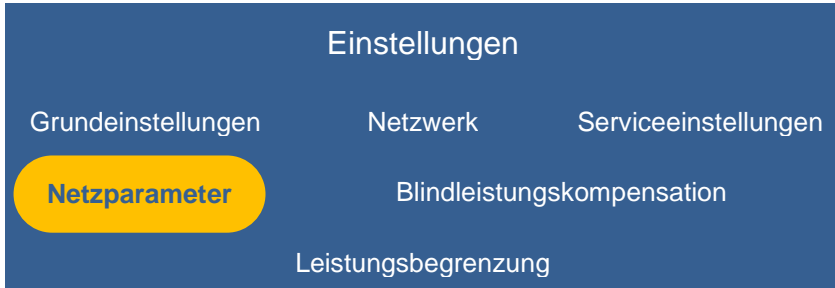 Einstellungen
Grundeinstellungen Netzwerk Serviceeinstellungen
Netzparameter Blindleistungskompensation
Leistungsbegrenzung